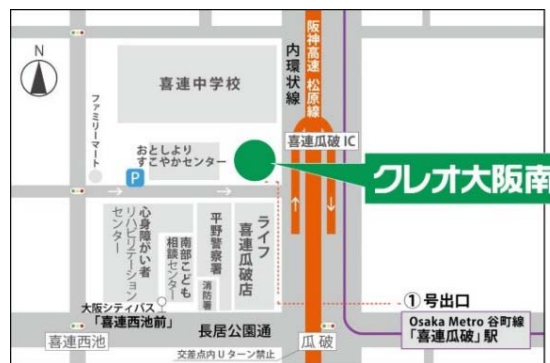 N
阪神高速 松原線
内環状線
喜連中学校
ファミリーマート
おとしより
すこやかセンター
喜連瓜破 IC
P
クレオ大阪南
心身障がい者
リハビリテーション
センター
南部こども
相談センター
平野警察署
消防署
ライフ
喜連瓜破店
大阪シティバス
「喜連西池前」
①号出口
Osaka Metro 谷町線
「喜連瓜破」駅
喜連西池
長居公園通
瓜破
交差点内Uターン禁止